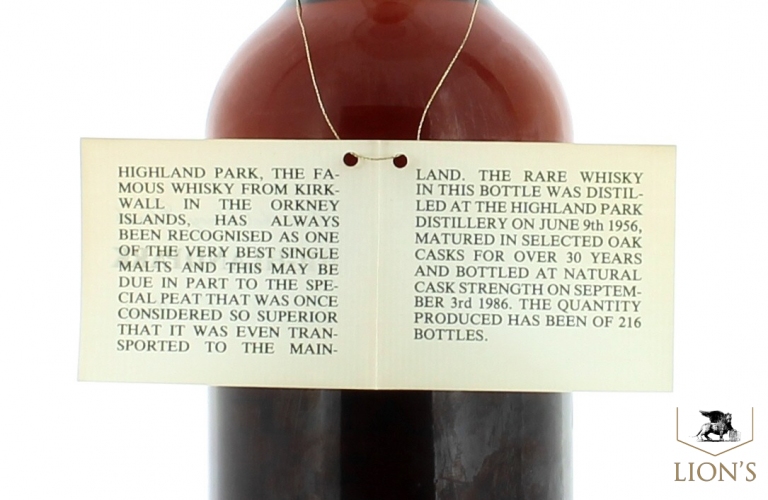 HIGHLAND PARK, THE FA-
MOUS WHISKY FROM KIRK-
WALL IN THE ORKNEY
ISLANDS, HAS ALWAYS
BEEN RECOGNISED AS ONE
OF THE VERY BEST SINGLE
MALTS AND THIS MAY BE
DUE IN PART TO THE SPE-
CIAL PEAT THAT WAS ONCE
CONSIDERED SO SUPERIOR
THAT IT WAS EVEN TRAN-
SPORTED TO THE MAIN-
LAND. THE RARE WHISKY
IN THIS BOTTLE WAS DISTIL-
LED AT THE HIGHLAND PARK
DISTILLERY ON JUNE 9th 1956,
MATURED IN SELECTED OAK
CASKS FOR OVER 30 YEARS
AND BOTTLED AT NATURAL
CASK STRENGTH ON SEPTEM-
BER 3rd 1986. THE QUANTITY
PRODUCED HAS BEEN OF 216
BOTTLES.
LION'S